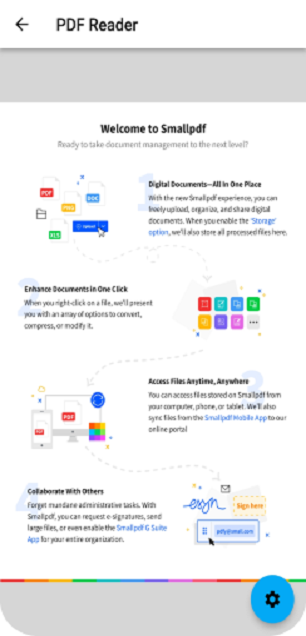 PDF Reader
Welcome to Smallpdf
Ready to take document management to the next level?
1
Digital Documents—All in One Place
With the new Smallpdf experience, you can
freely upload, organize, and share digital
documents. When you enable the 'Storage'
option, we'll also store all processed files here.
PDF
DOC
PNG
XLS
Upload
2
Enhance Documents in One Click
When you right-click on a file, we'll present
you with an array of options to convert,
compress, or modify it.
3
Access Files Anytime, Anywhere
You can access files stored on Smallpdf from
your computer, phone, or tablet. We'll also
sync files from the Smallpdf Mobile App to our
online portal
PDF
PDF
4
Collaborate With Others
Forget mundane administrative tasks. With
Smallpdf, you can request e-signatures, send
large files, or even enable the Smallpdf G Suite
App for your entire organization.
Sign here